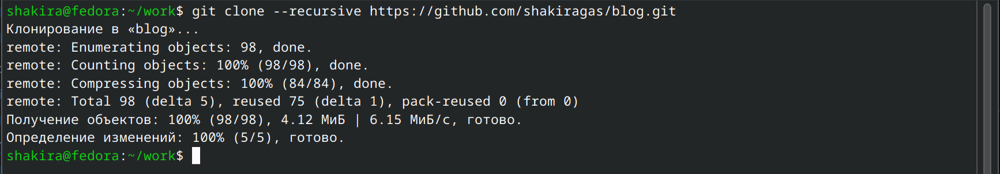 shakira@fedora:~/work$ git clone --recursive https://github.com/shakiragas/blog.git
Клонирование в «blog»...
remote: Enumerating objects: 98, done.
remote: Counting objects: 100% (98/98), done.
remote: Compressing objects: 100% (84/84), done.
remote: Total 98 (delta 5), reused 75 (delta 1), pack-reused 0 (from 0)
Получение объектов: 100% (98/98), 4.12 МиБ | 6.15 МиБ/с, готово.
Определение изменений: 100% (5/5), готово.
shakira@fedora:~/work$